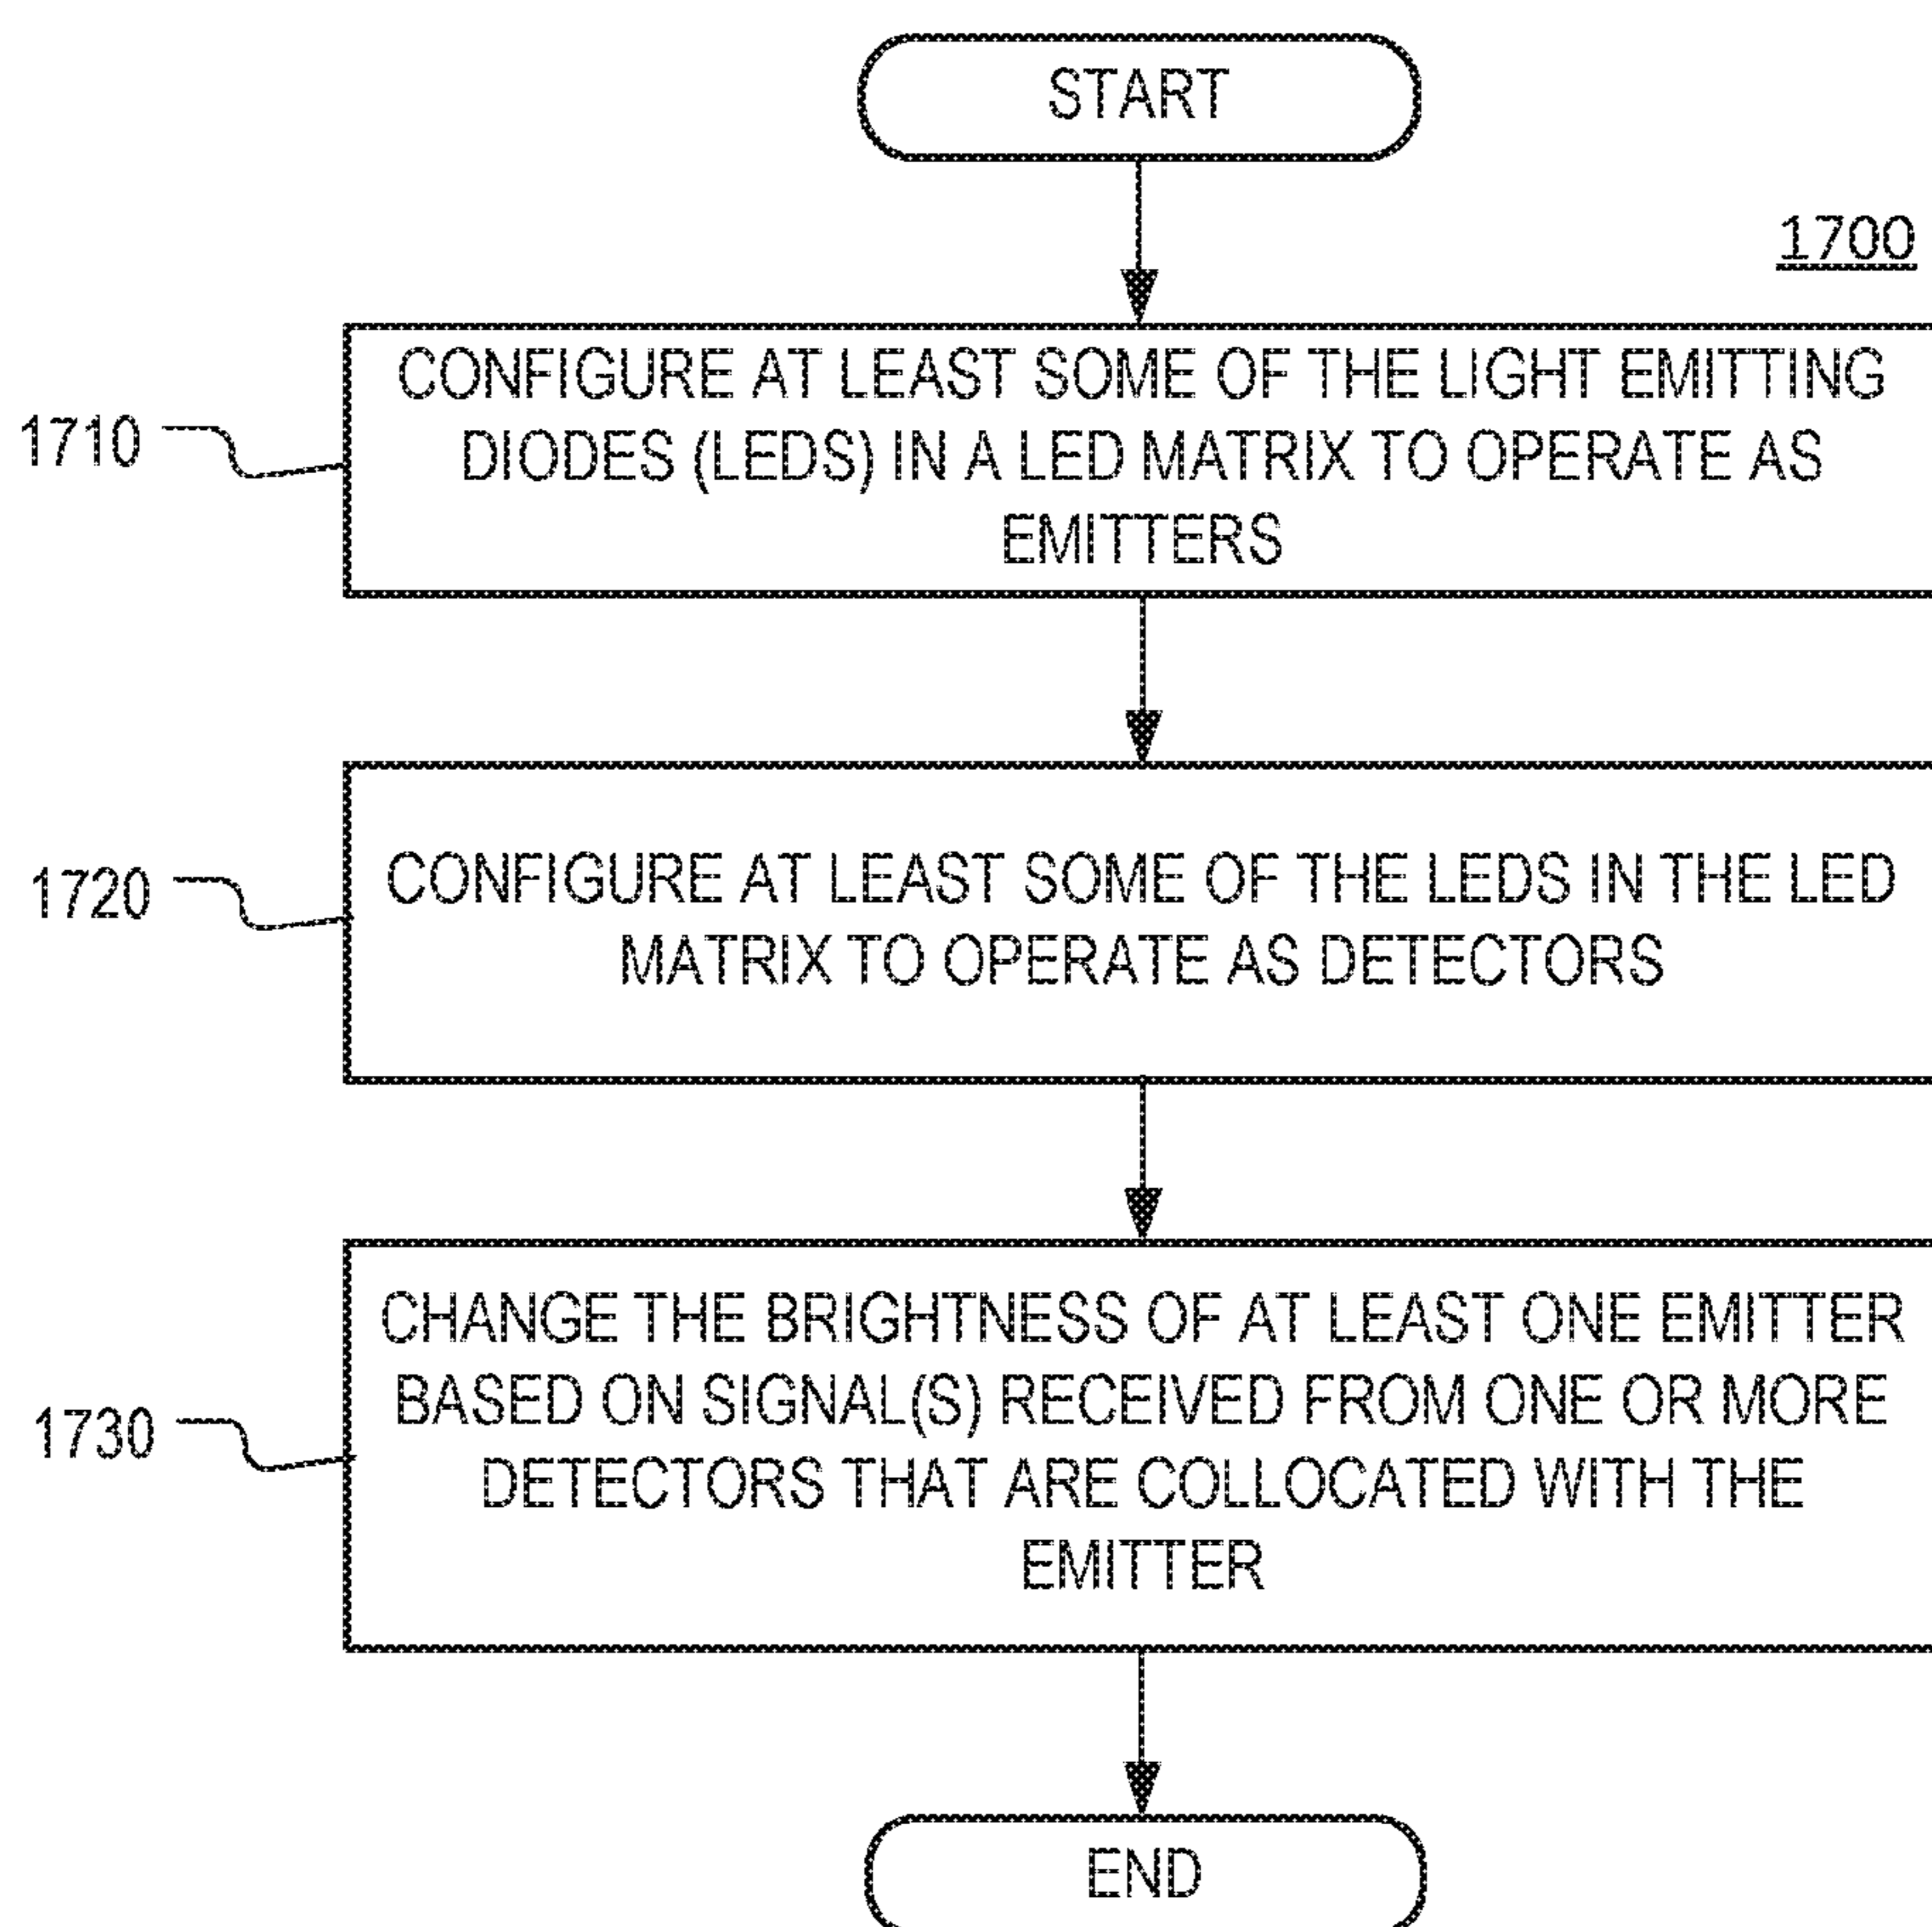 START
1700
CONFIGURE AT LEAST SOME OF THE LIGHT EMITTING
DIODES (LEDS) IN A LED MATRIX TO OPERATE AS
EMITTERS
1710
CONFIGURE AT LEAST SOME OF THE LEDS IN THE LED
MATRIX TO OPERATE AS DETECTORS
1720
CHANGE THE BRIGHTNESS OF AT LEAST ONE EMITTER
BASED ON SIGNAL(S) RECEIVED FROM ONE OR MORE
DETECTORS THAT ARE COLLOCATED WITH THE
EMITTER
1730
END